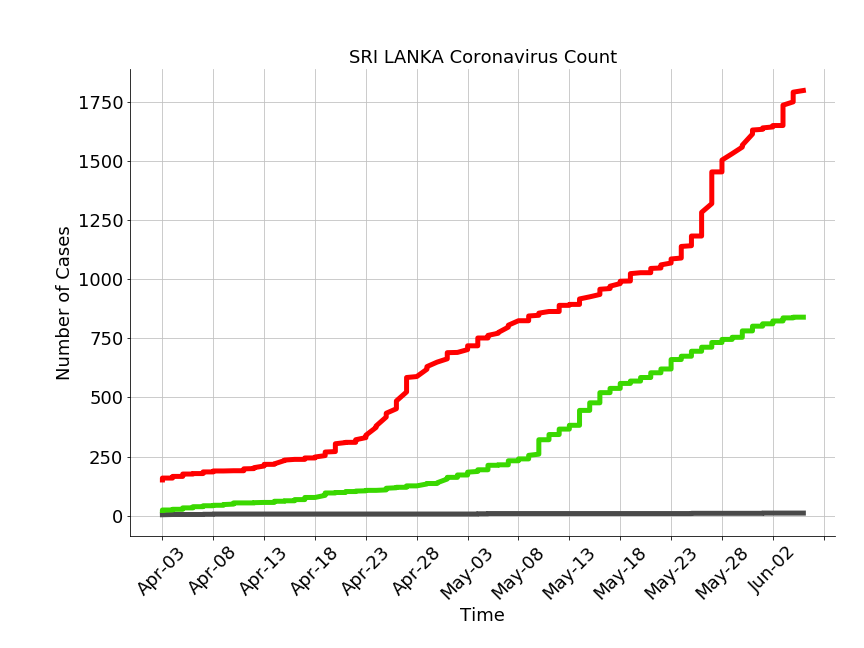 SRI LANKA Coronavirus Count
Number of Cases
1750
1500
1250
1000
750
500
250
0
Apr-03
Apr-08
Apr-13
Apr-18
Apr-23
Apr-28
May-03
May-08
May-13
May-18
May-23
May-28
Jun-02
Time